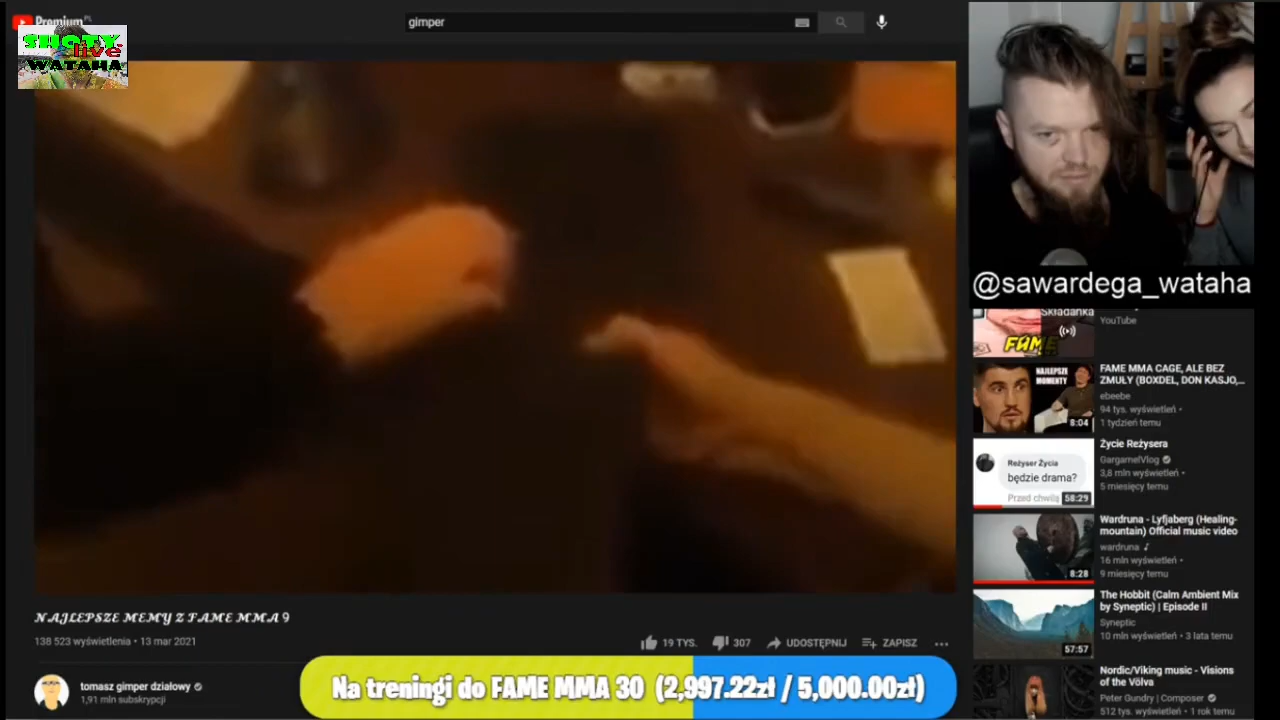 Premium
gimper
SHOTY
live
WATAHA
@sawardega_wataha
Składanka
YouTube
FAME
FAME MMA CAGE, ALE BEZ
ZMUŁY (BOXDEL, DON KASJO,...
ebeebe
94 tys. wyświetleń •
1 tydzień temu
NAJLEPSZE
MOMENTY
8:04
Życie Reżysera
GargamelVlog
3,8 mln wyświetleń •
5 miesięcy temu
Reżyser Życia
będzie drama?
Przed chwilą
58:29
Wardruna - Lyfjaberg (Healing-
mountain) Official music video
wardruna
16 mln wyświetleń •
9 miesięcy temu
8:28
The Hobbit (Calm Ambient Mix
by Syneptic) | Episode II
Syneptic
10 mln wyświetleń • 3 lata temu
57:57
Nordic/Viking music - Visions
of the Völva
Peter Gundry | Composer
512 tys. wyświetleń • 1 rok temu
NAJLEPSZE MEMY Z FAME MMA 9
138 523 wyświetlenia • 13 mar 2021
19 TYS.
307
UDOSTĘPNIJ
ZAPISZ
tomasz gimper działowy
1,91 mln subskrypcji
Na treningi do FAME MMA 30 (2,997.22zł / 5,000.00zł)